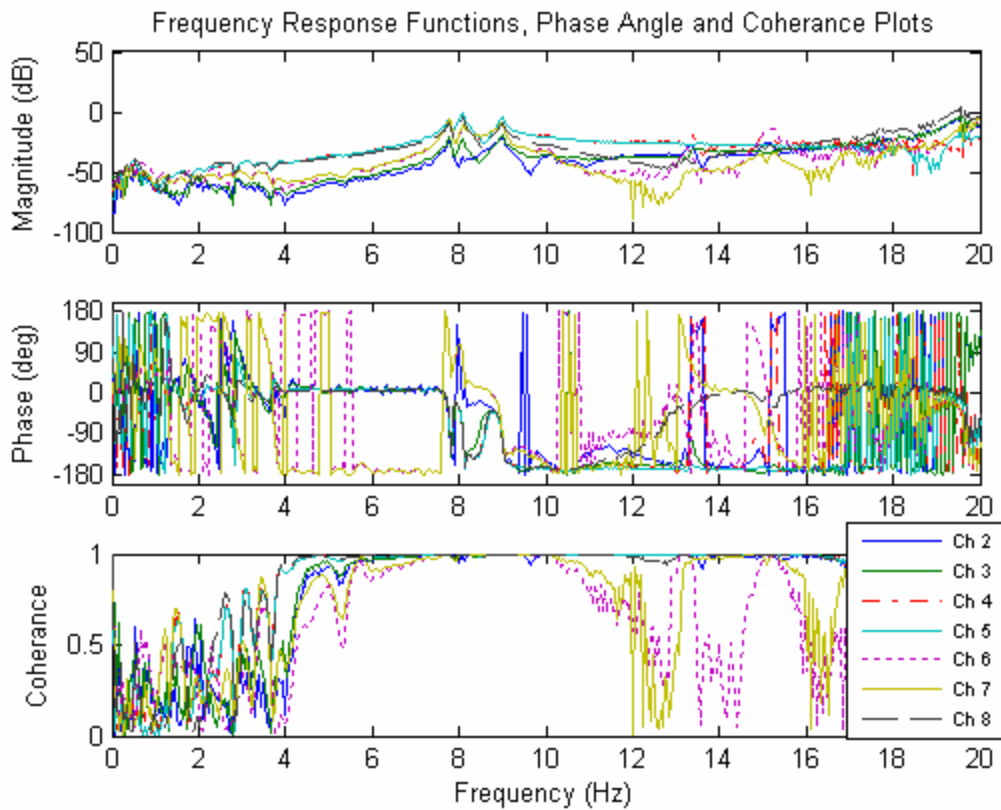 Frequency Response Functions, Phase Angle and Coherance Plots
Magnitude (dB)
50
0
-50
-100
0 2 4 6 8 10 12 14 16 18 20
Phase (deg)
180
90
0
-90
-180
0 2 4 6 8 10 12 14 16 18 20
Coherance
1
0.5
0
0 2 4 6 8 10 12 14 16 18 20
Frequency (Hz)
Ch 2
Ch 3
Ch 4
Ch 5
Ch 6
Ch 7
Ch 8